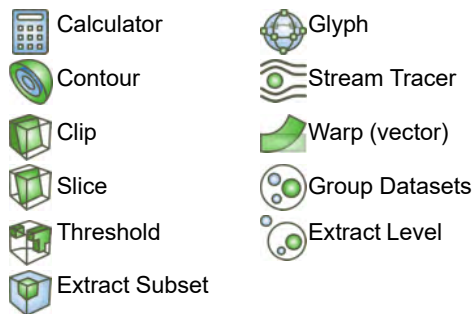 Calculator
Contour
Clip
Slice
Threshold
Extract Subset
Glyph
Stream Tracer
Warp (vector)
Group Datasets
Extract Level